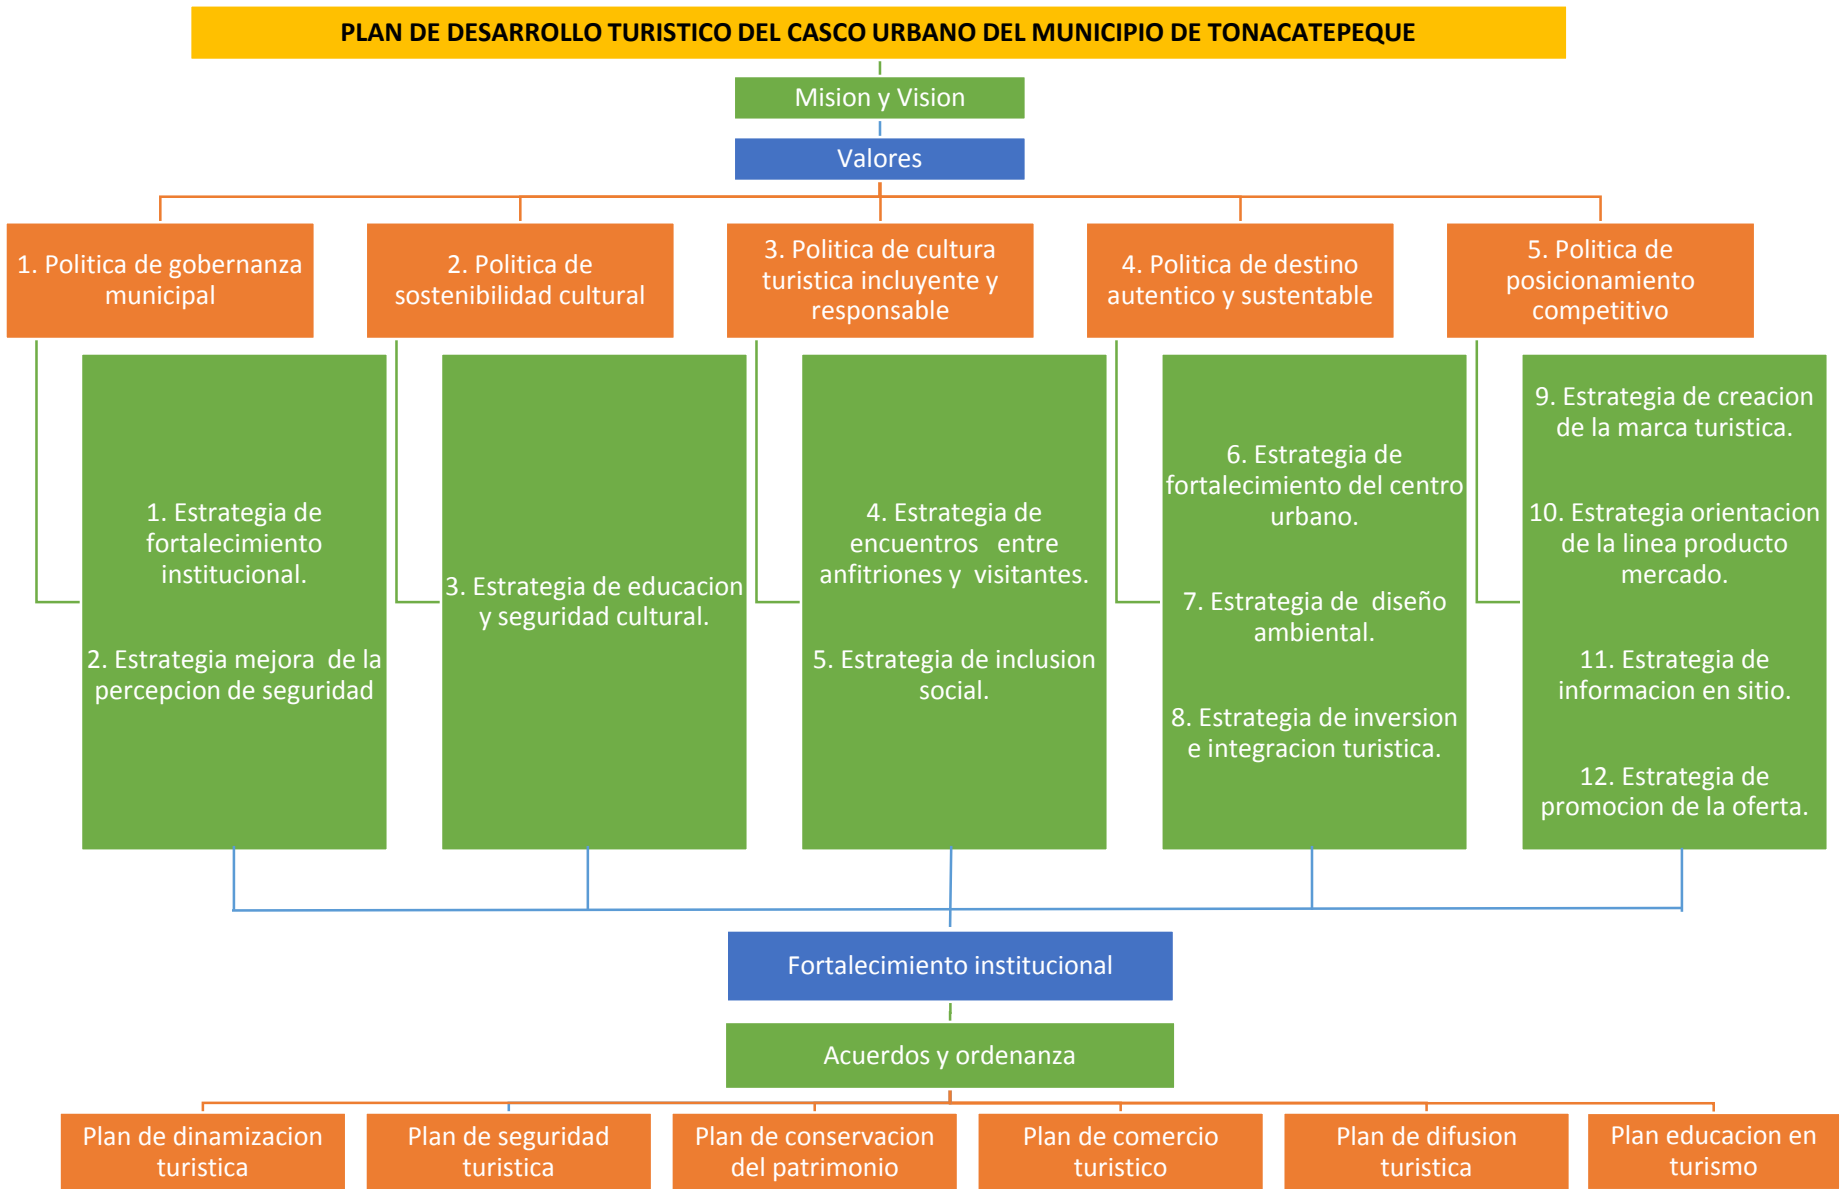 PLAN DE DESARROLLO TURISTICO DEL CASCO URBANO DEL MUNICIPIO DE TONACATEPEQUE
Mision y Vision
Valores
1. Politica de gobernanza
municipal
2. Politica de
sostenibilidad cultural
3. Politica de cultura
turistica incluyente y
responsable
4. Politica de destino
autentico y sustentable
5. Politica de
posicionamiento
competitivo
1. Estrategia de
fortalecimiento
institucional.
2. Estrategia mejora de la
percepcion de seguridad
3. Estrategia de educacion
y seguridad cultural.
4. Estrategia de
encuentros entre
anfitriones y visitantes.
5. Estrategia de inclusion
social.
6. Estrategia de
fortalecimiento del centro
urbano.
7. Estrategia de diseño
ambiental.
8. Estrategia de inversion
e integracion turistica.
9. Estrategia de creacion
de la marca turistica.
10. Estrategia orientacion
de la linea producto
mercado.
11. Estrategia de
informacion en sitio.
12. Estrategia de
promocion de la oferta.
Fortalecimiento institucional
Acuerdos y ordenanza
Plan de dinamizacion
turistica
Plan de seguridad
turistica
Plan de conservacion
del patrimonio
Plan de comercio
turistico
Plan de difusion
turistica
Plan educacion en
turismo